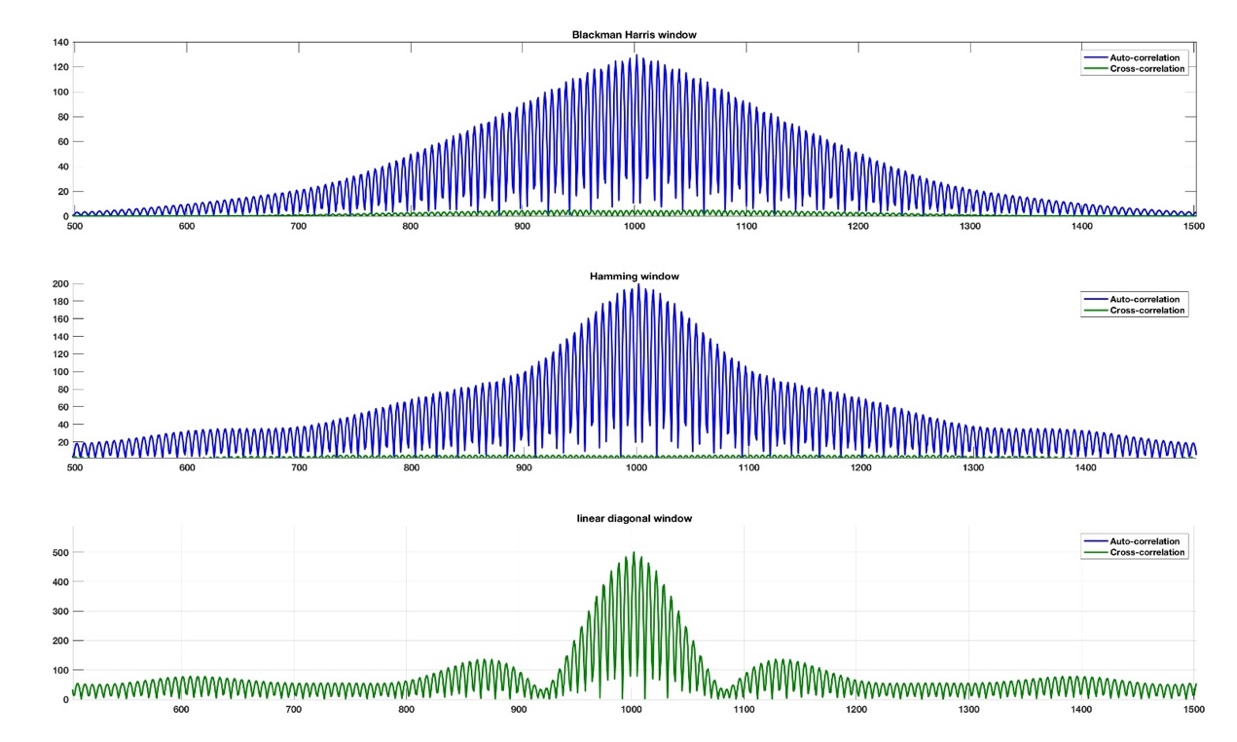 Blackman Harris window
140
120
100
80
60
40
20
0
Auto-correlation
Cross-correlation
500 600 700 800 900 1000 1100 1200 1300 1400 1500
Hamming window
200
180
160
140
120
100
80
60
40
20
Auto-correlation
Cross-correlation
500 600 700 800 900 1000 1100 1200 1300 1400
linear diagonal window
500
400
300
200
100
0
Auto-correlation
Cross-correlation
600 700 800 900 1000 1100 1200 1300 1400 1500